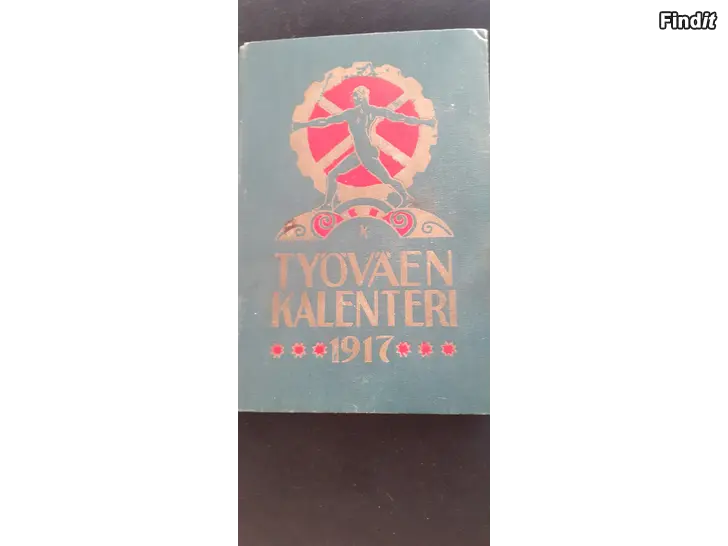 Findit
K
TYÖVÄEN
KALENTERI
1917